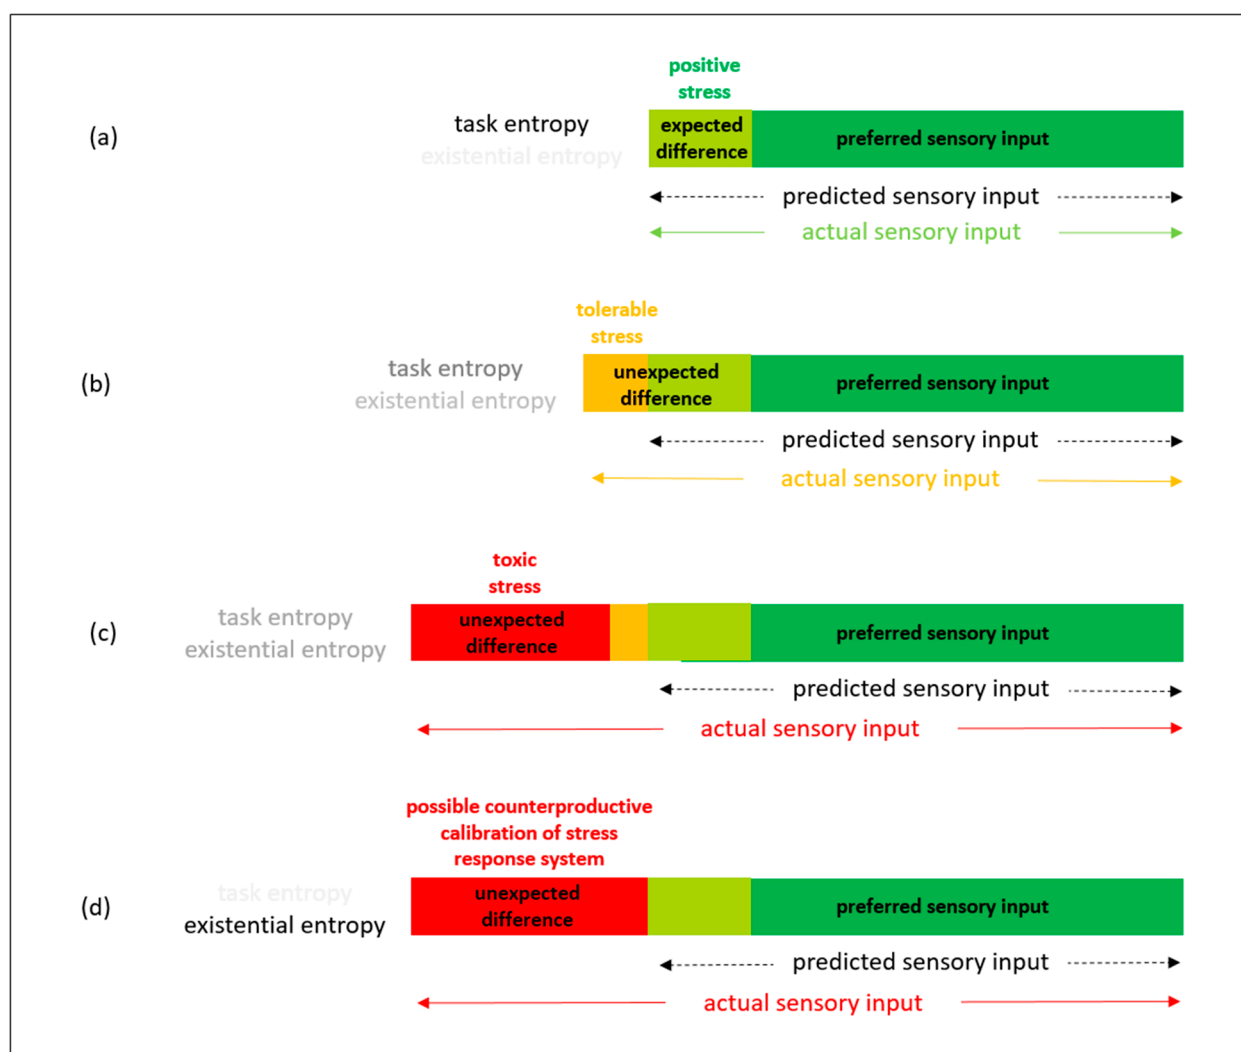 positive
stress
(a)
task entropy
existential entropy
expected
difference
preferred sensory input
predicted sensory input
actual sensory input
tolerable
stress
(b)
task entropy
existential entropy
unexpected
difference
preferred sensory input
predicted sensory input
actual sensory input
toxic
stress
(c)
task entropy
existential entropy
unexpected
difference
preferred sensory input
predicted sensory input
actual sensory input
possible counterproductive
calibration of stress
response system
(d)
task entropy
existential entropy
unexpected
difference
preferred sensory input
predicted sensory input
actual sensory input